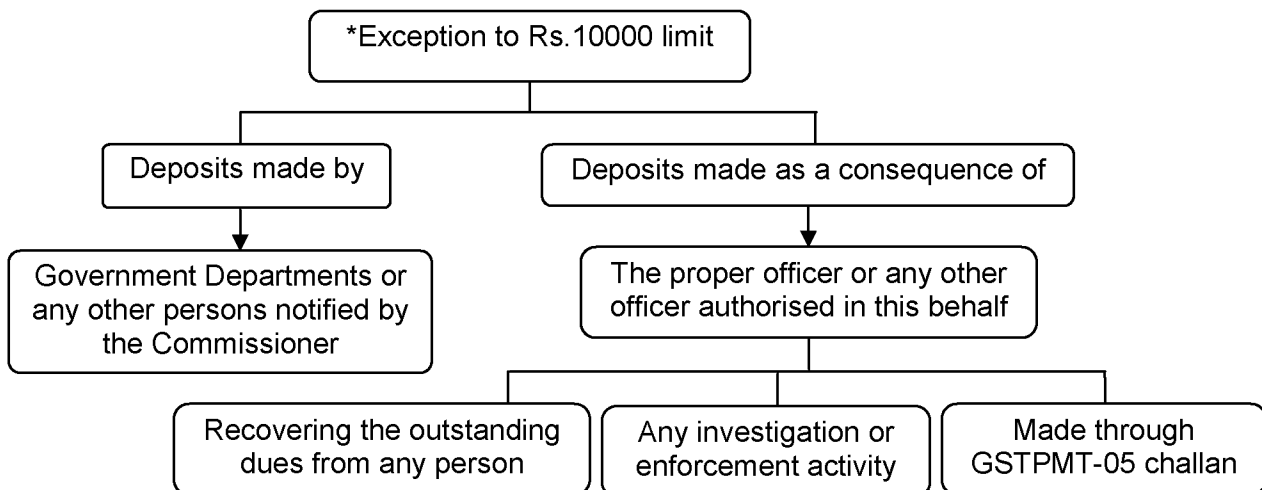 *Exception to Rs.10000 limit
Deposits made by
Deposits made as a consequence of
Government Departments or
any other persons notified by
the Commissioner
The proper officer or any other
officer authorised in this behalf
Recovering the outstanding
dues from any person
Any investigation or
enforcement activity
Made through
GSTPMT-05 challan